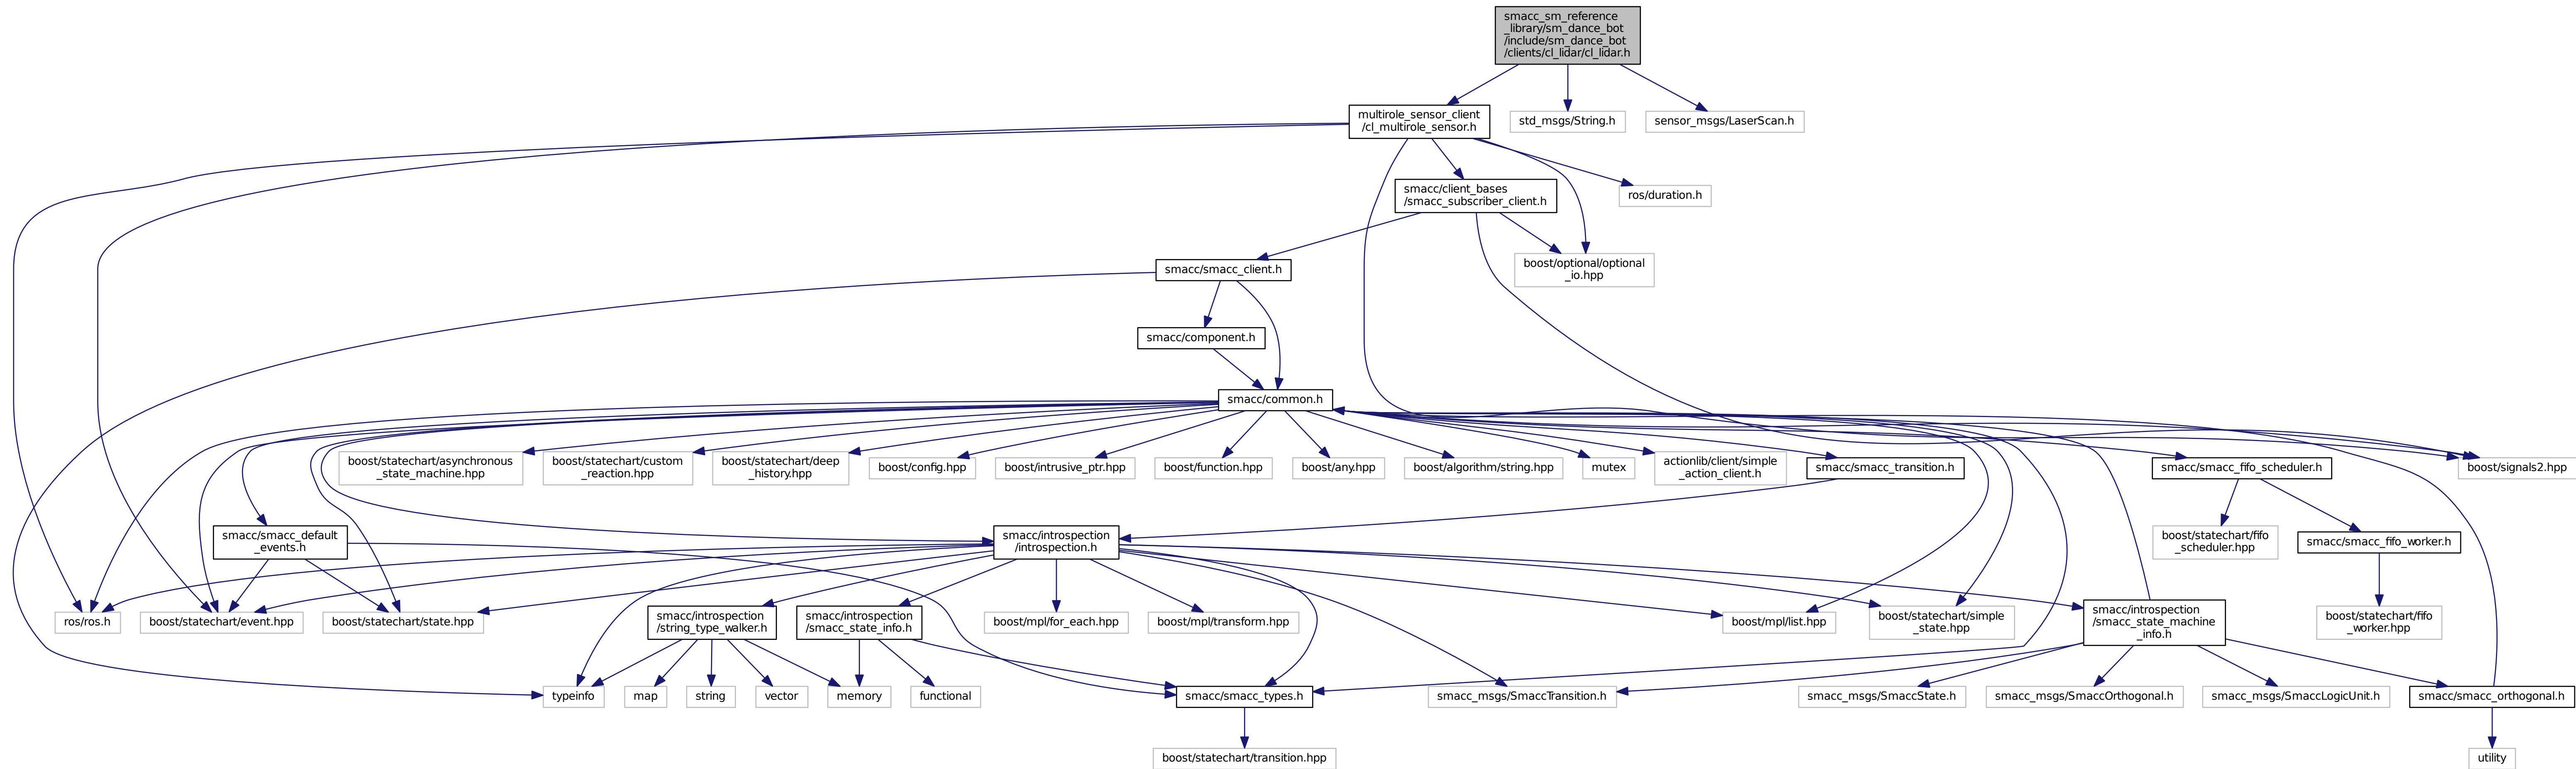 smacc_sm_reference
_library/sm_dance_bot
/include/sm_dance_bot
/clients/cl_lidar/cl_lidar.h
multirole_sensor_client
/cl_multirole_sensor.h
std_msgs/String.h
sensor_msgs/LaserScan.h
smacc/client_bases
/smacc_subscriber_client.h
ros/duration.h
smacc/smacc_client.h
boost/optional/optional
_io.hpp
smacc/component.h
smacc/common.h
boost/statechart/asynchronous
_state_machine.hpp
boost/statechart/custom
_reaction.hpp
boost/statechart/deep
_history.hpp
boost/config.hpp
boost/intrusive_ptr.hpp
boost/function.hpp
boost/any.hpp
boost/algorithm/string.hpp
mutex
actionlib/client/simple
_action_client.h
smacc/smacc_transition.h
smacc/smacc_fifo_scheduler.h
boost/signals2.hpp
smacc/smacc_default
_events.h
smacc/introspection
/introspection.h
boost/statechart/fifo
_scheduler.hpp
smacc/smacc_fifo_worker.h
ros/ros.h
boost/statechart/event.hpp
boost/statechart/state.hpp
smacc/introspection
/string_type_walker.h
smacc/introspection
/smacc_state_info.h
boost/mpl/for_each.hpp
boost/mpl/transform.hpp
boost/mpl/list.hpp
boost/statechart/simple
_state.hpp
smacc/introspection
/smacc_state_machine
_info.h
boost/statechart/fifo
_worker.hpp
typeinfo
map
string
vector
memory
functional
smacc/smacc_types.h
smacc_msgs/SmaccTransition.h
smacc_msgs/SmaccState.h
smacc_msgs/SmaccOrthogonal.h
smacc_msgs/SmaccLogicUnit.h
smacc/smacc_orthogonal.h
boost/statechart/transition.hpp
utility